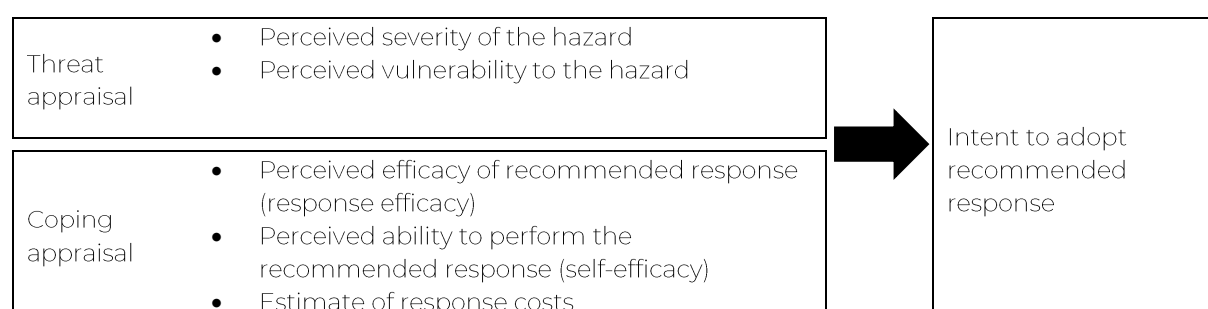 Threat
appraisal
• Perceived severity of the hazard
• Perceived vulnerability to the hazard
Coping
appraisal
• Perceived efficacy of recommended response
(response efficacy)
• Perceived ability to perform the
recommended response (self-efficacy)
• Estimate of response costs
Intent to adopt
recommended
response